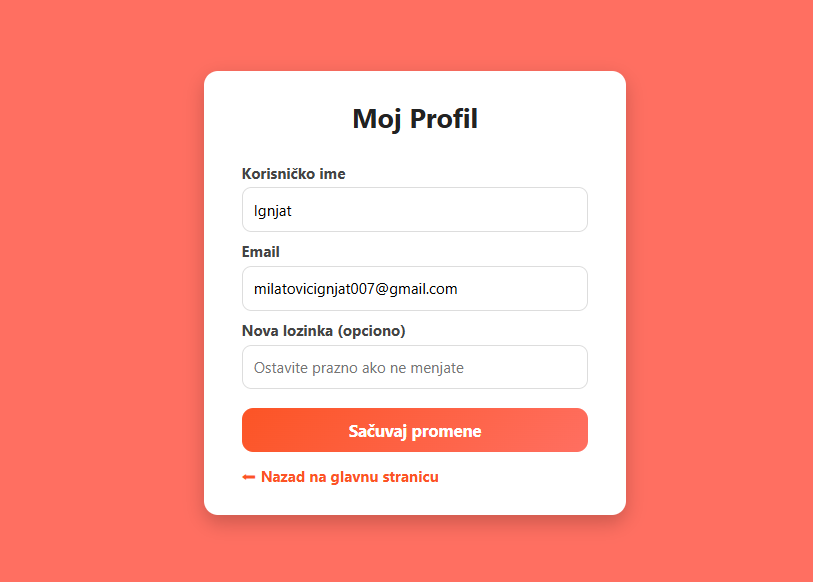 Moj Profil
Korisničko ime
Ignjat
Email
milatovicignjat007@gmail.com
Nova lozinka (opciono)
Ostavite prazno ako ne menjate
Sačuvaj promene
⬅ Nazad na glavnu stranicu